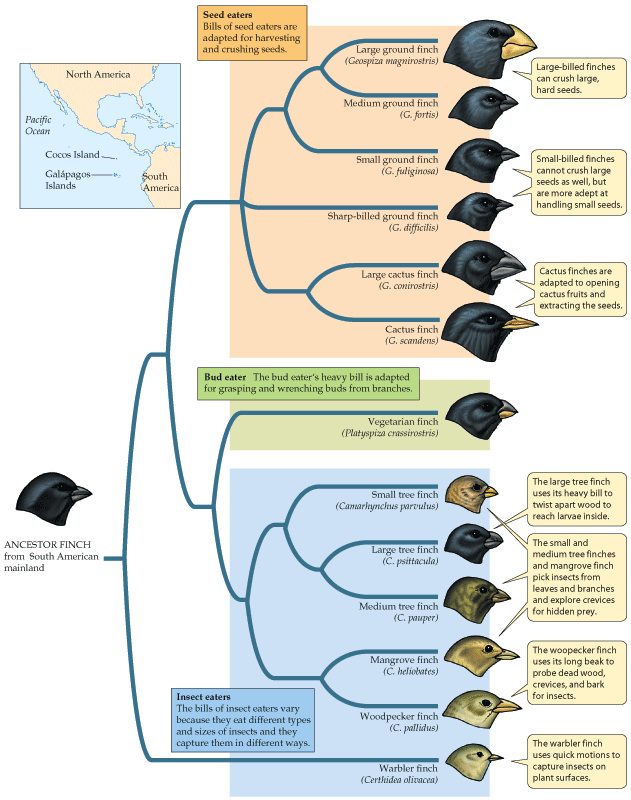 Seed eaters
Bills of seed eaters are
adapted for harvesting
and crushing seeds.
Large ground finch
(Geospiza magnirostris)
Large-billed finches
can crush large,
hard seeds.
North America
Pacific
Ocean
Cocos Island
Galápagos
Islands
South
America
Medium ground finch
(G. fortis)
Small ground finch
(G. fuliginosa)
Small-billed finches
cannot crush large
seeds as well, but
are more adept at
handling small seeds.
Sharp-billed ground finch
(G. difficilis)
Large cactus finch
(G. conirostris)
Cactus finches are
adapted to opening
cactus fruits and
extracting the seeds.
Cactus finch
(G. scandens)
Bud eater The bud eater's heavy bill is adapted
for grasping and wrenching buds from branches.
Vegetarian finch
(Platyspiza crassirostris)
ANCESTOR FINCH
from South American
mainland
Small tree finch
(Camarhynchus parvulus)
The large tree finch
uses its heavy bill to
twist apart wood to
reach larvae inside.
Large tree finch
(C. psittacula)
The small and
medium tree finches
and mangrove finch
pick insects from
leaves and branches
and explore crevices
for hidden prey.
Medium tree finch
(C. pauper)
Mangrove finch
(C. heliobates)
The woopecker finch
uses its long beak to
probe dead wood,
crevices, and bark
for insects.
Woodpecker finch
(C. pallidus)
Insect eaters
The bills of insect eaters vary
because they eat different types
and sizes of insects and they
capture them in different ways.
Warbler finch
(Certhidea olivacea)
The warbler finch
uses quick motions to
capture insects on
plant surfaces.